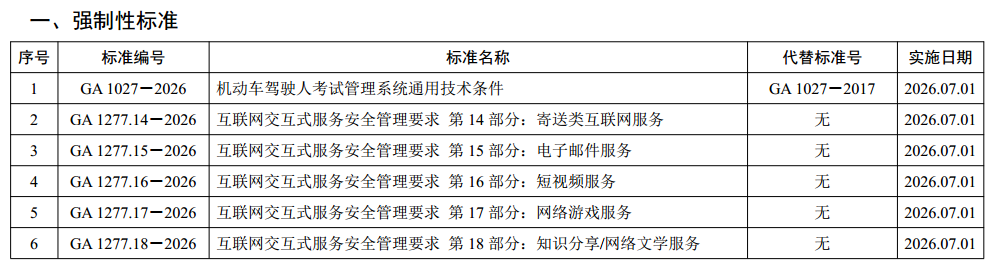 一、强制性标准
序号 标准编号 标准名称 代替标准号 实施日期
1 GA 1027－2026 机动车驾驶人考试管理系统通用技术条件 GA 1027－2017 2026.07.01
2 GA 1277.14－2026 互联网交互式服务安全管理要求 第 14 部分：寄送类互联网服务 无 2026.07.01
3 GA 1277.15－2026 互联网交互式服务安全管理要求 第 15 部分：电子邮件服务 无 2026.07.01
4 GA 1277.16－2026 互联网交互式服务安全管理要求 第 16 部分：短视频服务 无 2026.07.01
5 GA 1277.17－2026 互联网交互式服务安全管理要求 第 17 部分：网络游戏服务 无 2026.07.01
6 GA 1277.18－2026 互联网交互式服务安全管理要求 第 18 部分：知识分享/网络文学服务 无 2026.07.01